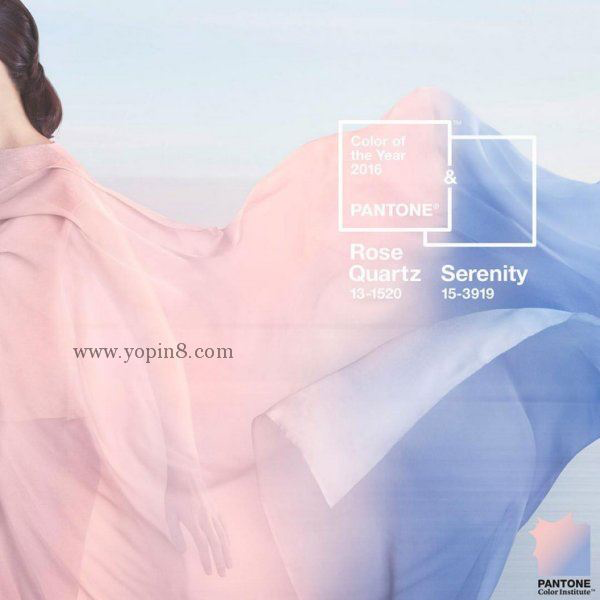 Color of
the Year
2016
™
&
PANTONE®
Rose
Quartz
13-1520
Serenity
15-3919
www.yopin8.com
PANTONE
Color Institute™